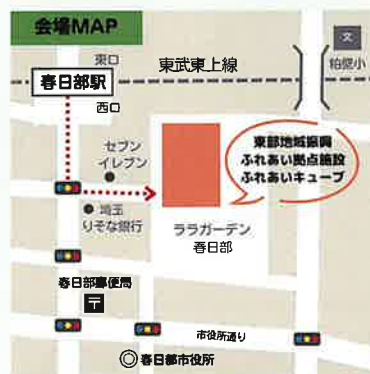 会場MAP
東口
東武東上線
文
粕壁小
春日部駅
西口
セブン
イレブン
東部地域振興
ふれあい拠点施設
ふれあいキューブ
埼玉
りそな銀行
ララガーデン
春日部
春日部郵便局
〒
市役所通り
◎春日部市役所